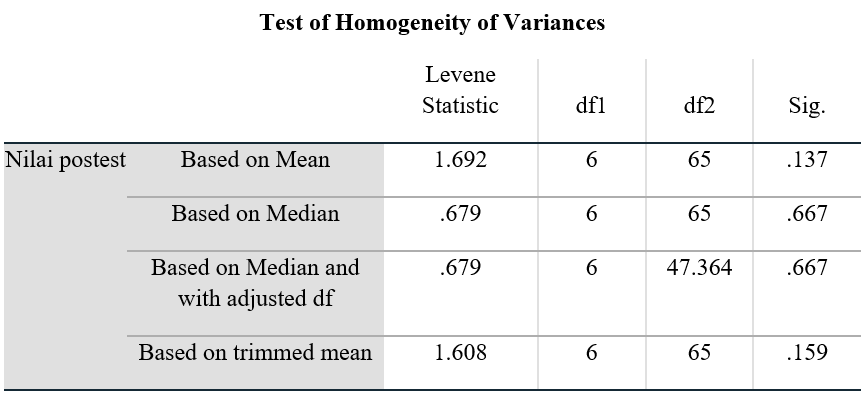 Test of Homogeneity of Variances
Levene
Statistic df1 df2 Sig.
Nilai postest Based on Mean 1.692 6 65 .137
Based on Median .679 6 65 .667
Based on Median and
with adjusted df .679 6 47.364 .667
Based on trimmed mean 1.608 6 65 .159